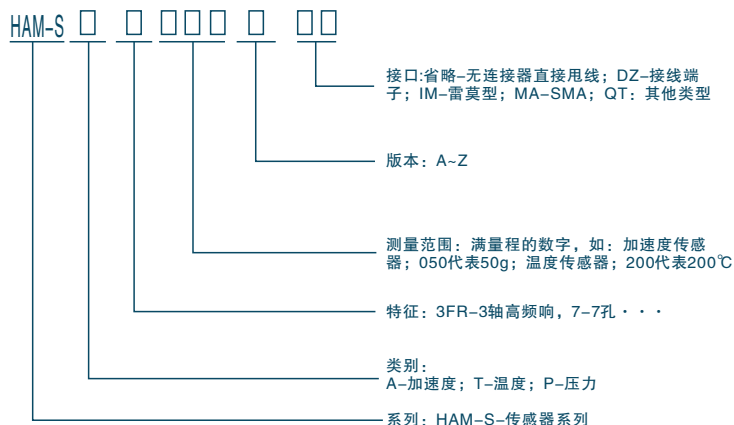 HAM-S□ □ □□□ □ □□
接口:省略-无连接器直接甩线；DZ-接线端
子；IM-雷莫型；MA-SMA；QT：其他类型
版本：A~Z
测量范围：满量程的数字，如：加速度传感
器；050代表50g；温度传感器；200代表200℃
特征：3FR-3轴高频响，7-7孔···
类别：
A-加速度；T-温度；P-压力
系列：HAM-S-传感器系列